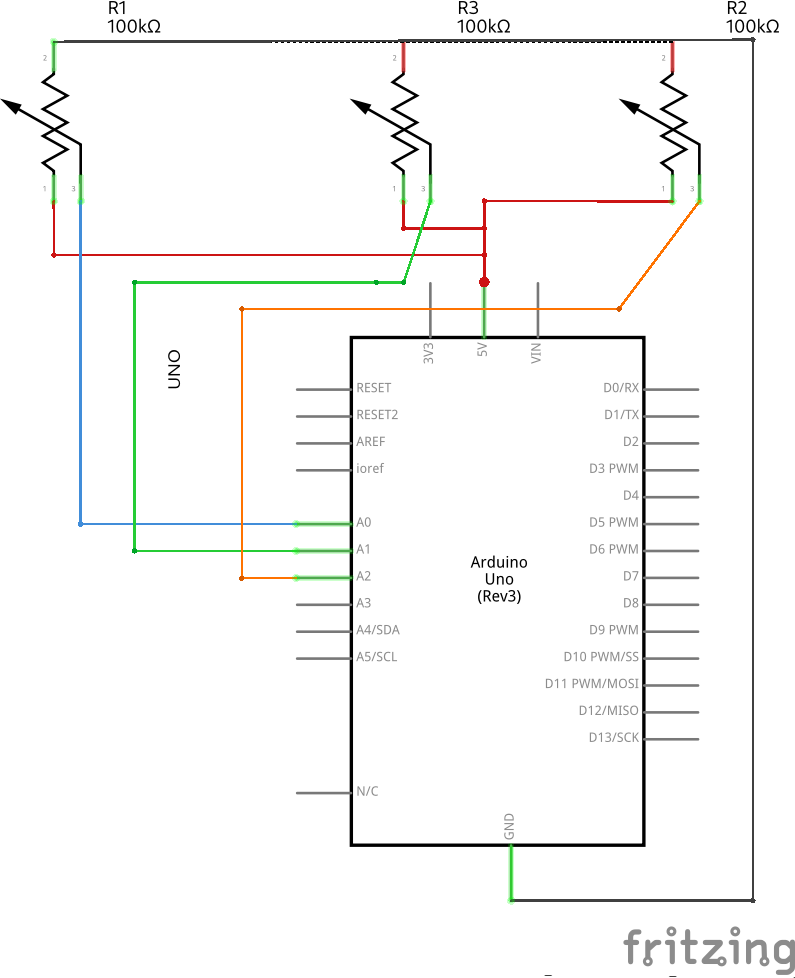 R1
100kΩ
R3
100kΩ
R2
100kΩ
2
2
2
1
3
1
3
1
3
UNO
3V3
5V
VIN
RESET
RESET2
AREF
ioref
A0
A1
A2
A3
A4/SDA
A5/SCL
N/C
D0/RX
D1/TX
D2
D3 PWM
D4
D5 PWM
D6 PWM
D7
D8
D9 PWM
D10 PWM/SS
D11 PWM/MOSI
D12/MISO
D13/SCK
Arduino
Uno
(Rev3)
GND
fritzing